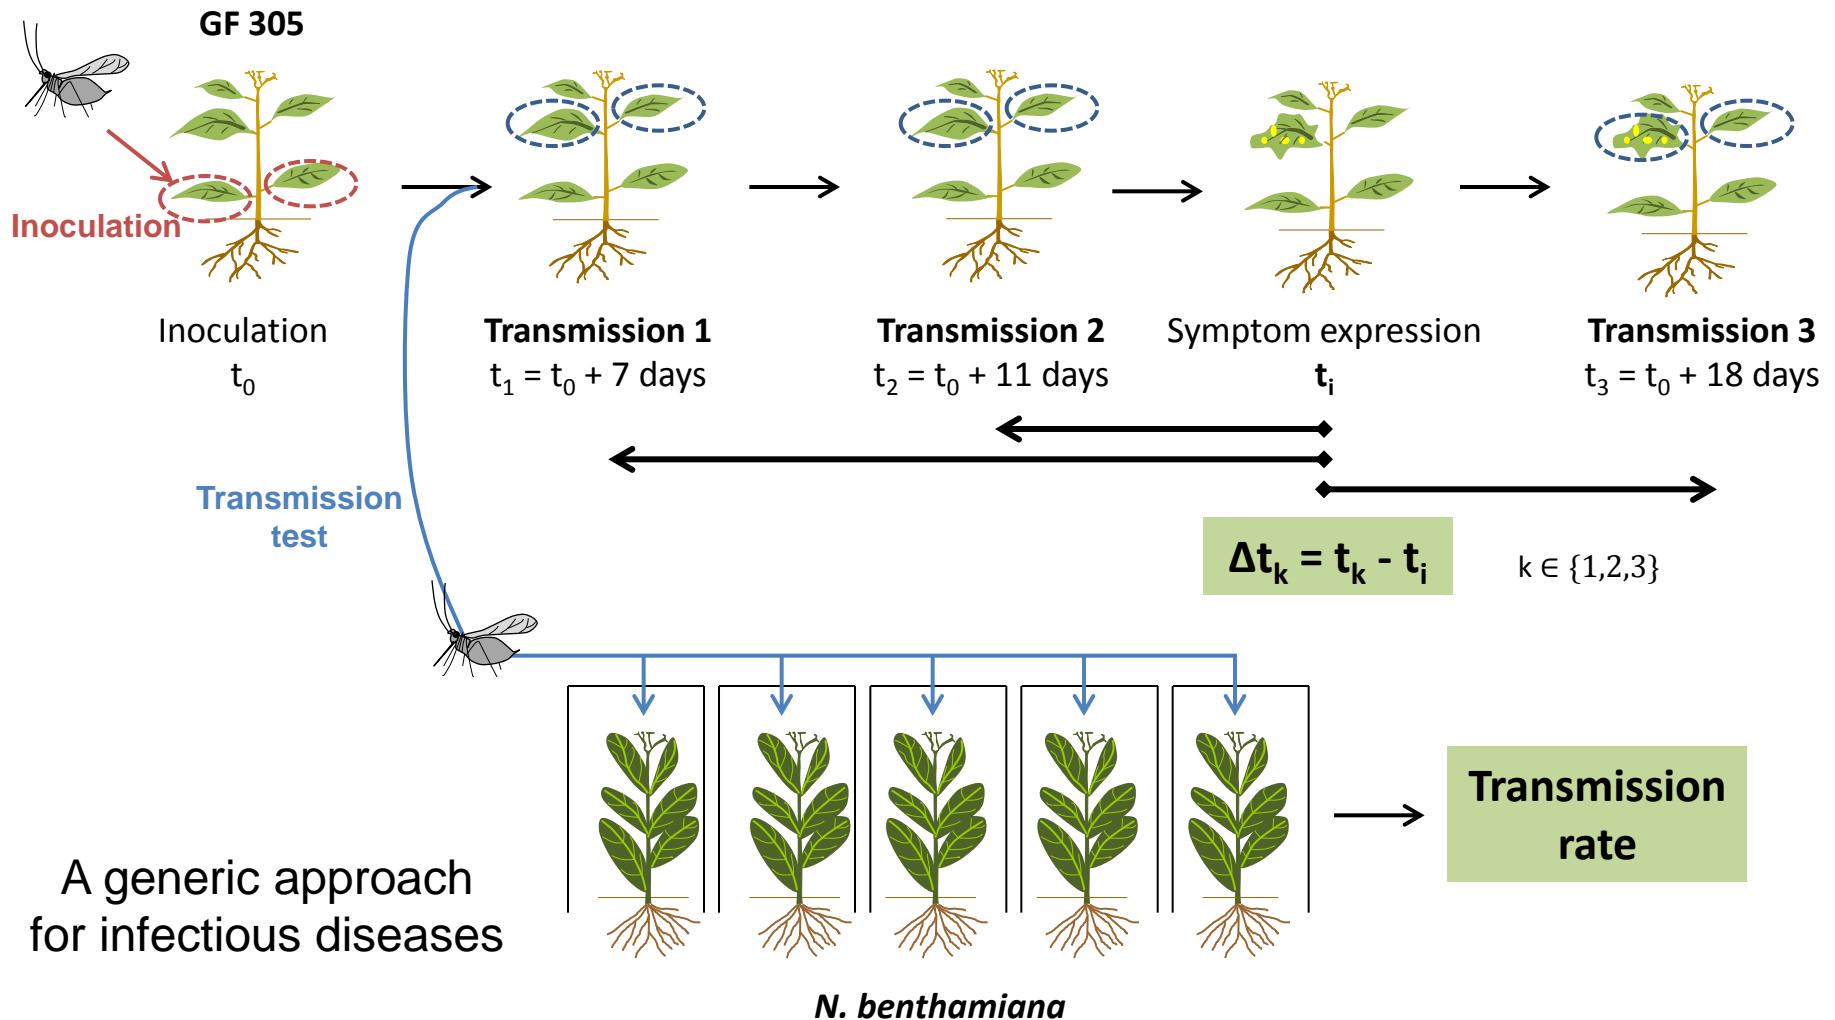 GF 305
Inoculation
Inoculation
t₀
Transmission 1
t₁ = t₀ + 7 days
Transmission 2
t₂ = t₀ + 11 days
Symptom expression
tᵢ
Transmission 3
t₃ = t₀ + 18 days
Transmission
test
Δtₖ = tₖ - tᵢ
k ∈ {1,2,3}
Transmission
rate
A generic approach
for infectious diseases
N. benthamiana